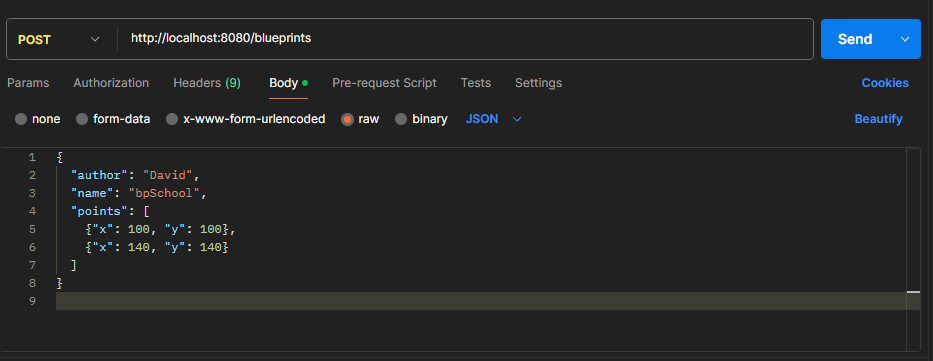 POST http://localhost:8080/blueprints Send
Params Authorization Headers (9) Body Pre-request Script Tests Settings Cookies
none form-data x-www-form-urlencoded raw binary JSON Beautify
1 {
2 "author": "David",
3 "name": "bpSchool",
4 "points": [
5 {"x": 100, "y": 100},
6 {"x": 140, "y": 140}
7 ]
8 }
9